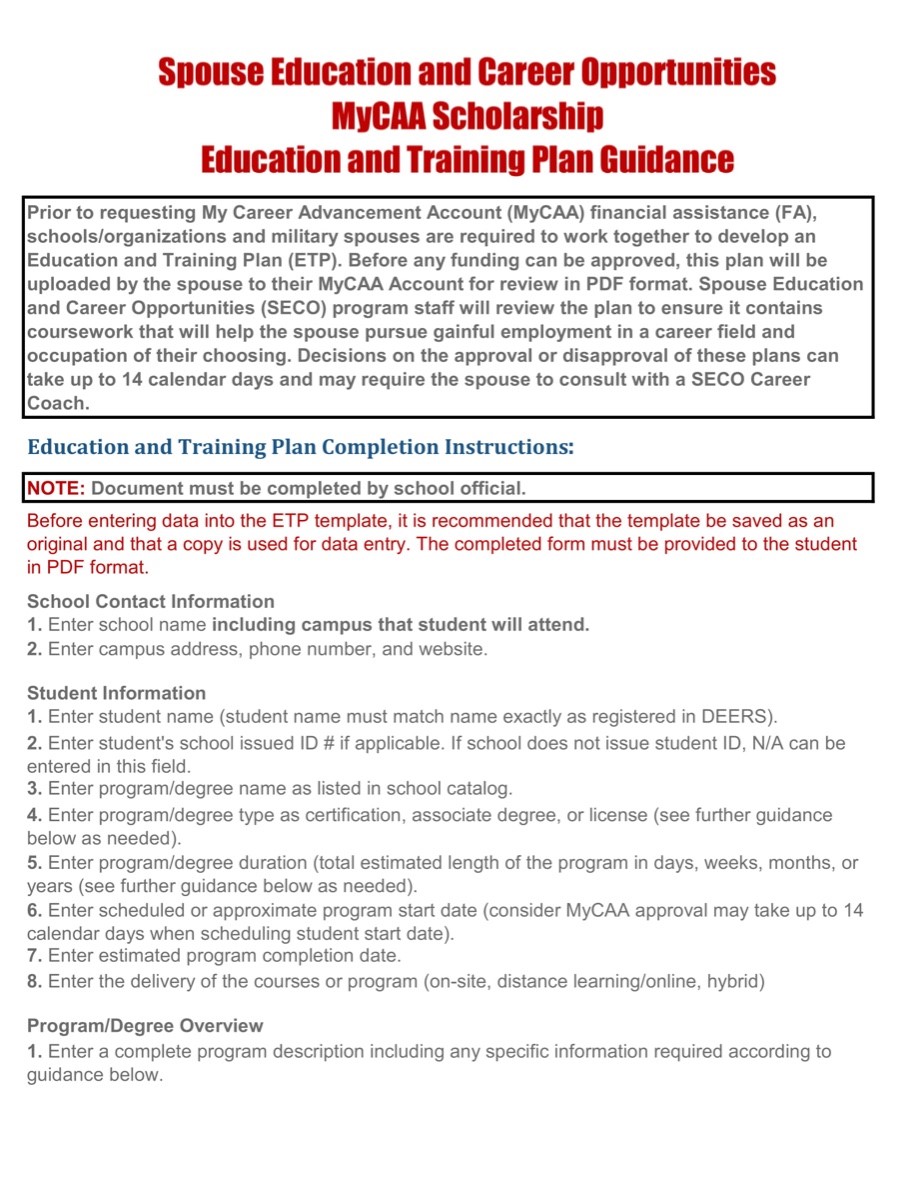 Spouse Education and Career Opportunities
MyCAA Scholarship
Education and Training Plan Guidance
Prior to requesting My Career Advancement Account (MyCAA) financial assistance (FA),
schools/organizations and military spouses are required to work together to develop an
Education and Training Plan (ETP). Before any funding can be approved, this plan will be
uploaded by the spouse to their MyCAA Account for review in PDF format. Spouse Education
and Career Opportunities (SECO) program staff will review the plan to ensure it contains
coursework that will help the spouse pursue gainful employment in a career field and
occupation of their choosing. Decisions on the approval or disapproval of these plans can
take up to 14 calendar days and may require the spouse to consult with a SECO Career
Coach.
Education and Training Plan Completion Instructions:
NOTE: Document must be completed by school official.
Before entering data into the ETP template, it is recommended that the template be saved as an
original and that a copy is used for data entry. The completed form must be provided to the student
in PDF format.
School Contact Information
1. Enter school name including campus that student will attend.
2. Enter campus address, phone number, and website.
Student Information
1. Enter student name (student name must match name exactly as registered in DEERS).
2. Enter student's school issued ID # if applicable. If school does not issue student ID, N/A can be
entered in this field.
3. Enter program/degree name as listed in school catalog.
4. Enter program/degree type as certification, associate degree, or license (see further guidance
below as needed).
5. Enter program/degree duration (total estimated length of the program in days, weeks, months, or
years (see further guidance below as needed).
6. Enter scheduled or approximate program start date (consider MyCAA approval may take up to 14
calendar days when scheduling student start date).
7. Enter estimated program completion date.
8. Enter the delivery of the courses or program (on-site, distance learning/online, hybrid)
Program/Degree Overview
1. Enter a complete program description including any specific information required according to
guidance below.